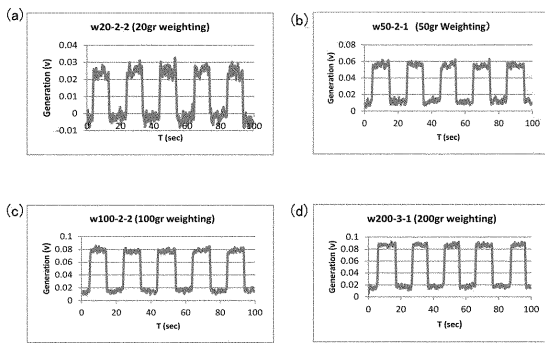 (a)
w20-2-2 (20gr weighting)
Generation (v)
0.04
0.03
0.02
0.01
0
-0.01
0 20 40 60 80 100
T (sec)
(b)
w50-2-1 (50gr Weighting)
Generation (v)
0.08
0.06
0.04
0.02
0
0 20 40 60 80 100
T (sec)
(c)
w100-2-2 (100gr weighting)
Generation (v)
0.1
0.08
0.06
0.04
0.02
0
0 20 40 60 80 100
T (sec)
(d)
w200-3-1 (200gr weighting)
Generation (v)
0.1
0.08
0.06
0.04
0.02
0
0 20 40 60 80 100
T (sec)